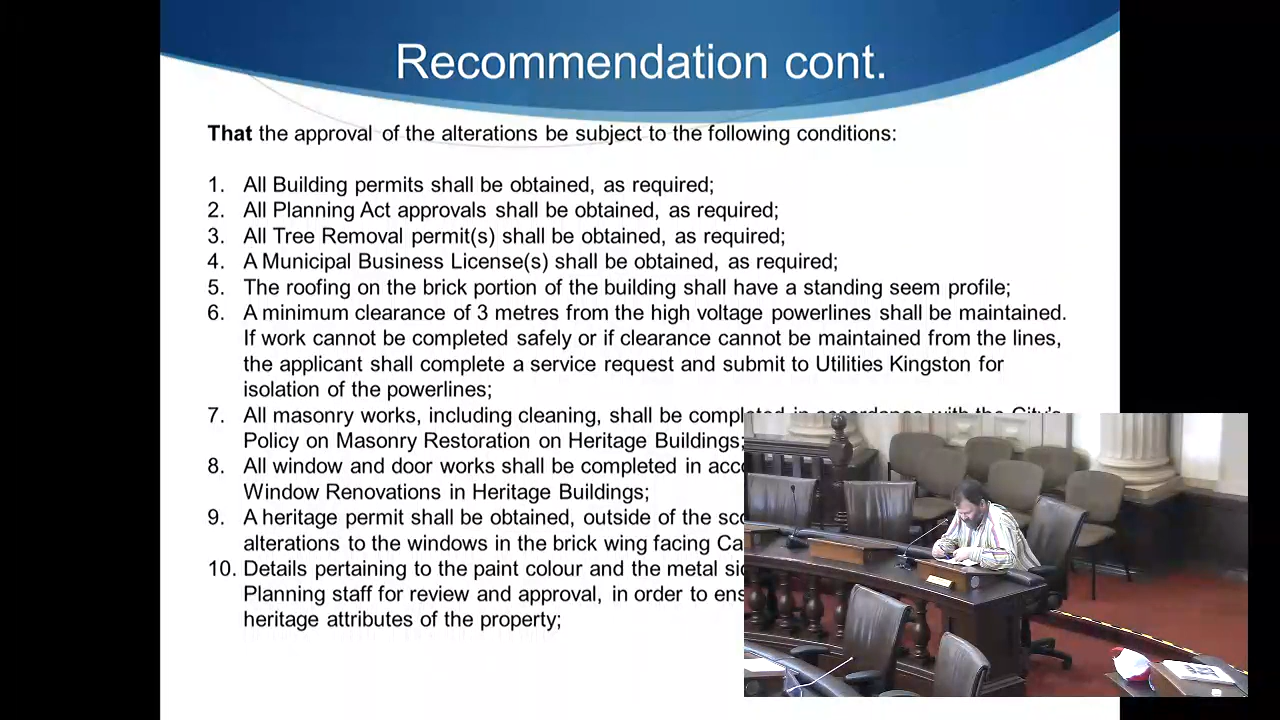 Recommendation cont.
That the approval of the alterations be subject to the following conditions:
1. All Building permits shall be obtained, as required;
2. All Planning Act approvals shall be obtained, as required;
3. All Tree Removal permit(s) shall be obtained, as required;
4. A Municipal Business License(s) shall be obtained, as required;
5. The roofing on the brick portion of the building shall have a standing seem profile;
6. A minimum clearance of 3 metres from the high voltage powerlines shall be maintained.
If work cannot be completed safely or if clearance cannot be maintained from the lines,
the applicant shall complete a service request and submit to Utilities Kingston for
isolation of the powerlines;
7. All masonry works, including cleaning, shall be completed in accordance with the City's
Policy on Masonry Restoration on Heritage Buildings;
8. All window and door works shall be completed in
Window Renovations in Heritage Buildings;
9. A heritage permit shall be obtained, outside of the
alterations to the windows in the brick wing facing
10. Details pertaining to the paint colour and the metal
Planning staff for review and approval, in order to
heritage attributes of the property;